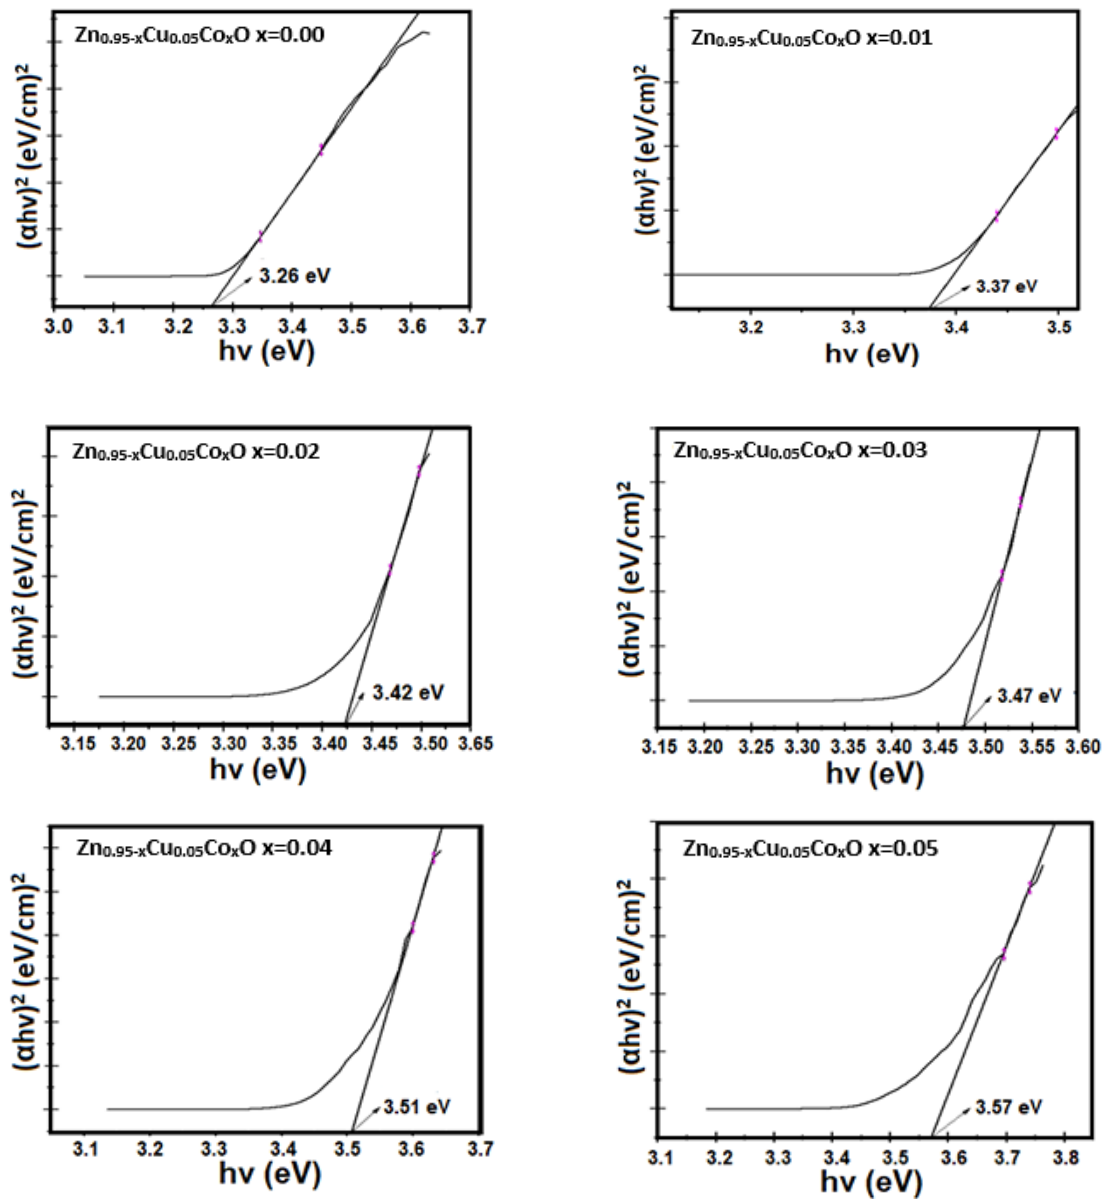 Zn0.95-xCu0.05CoxO x=0.00
(αhν)² (eV/cm)²
3.26 eV
3.0 3.1 3.2 3.3 3.4 3.5 3.6 3.7
hν (eV)
Zn0.95-xCu0.05CoxO x=0.01
(αhν)² (eV/cm)²
3.37 eV
3.2 3.3 3.4 3.5
hν (eV)
Zn0.95-xCu0.05CoxO x=0.02
(αhν)² (eV/cm)²
3.42 eV
3.15 3.20 3.25 3.30 3.40 3.45 3.50 3.65
hν (eV)
Zn0.95-xCu0.05CoxO x=0.03
(αhν)² (eV/cm)²
3.47 eV
3.15 3.20 3.25 3.30 3.35 3.40 3.45 3.50 3.55 3.60
hν (eV)
Zn0.95-xCu0.05CoxO x=0.04
(αhν)² (eV/cm)²
3.51 eV
3.1 3.2 3.3 3.4 3.5 3.6 3.7
hν (eV)
Zn0.95-xCu0.05CoxO x=0.05
(αhν)² (eV/cm)²
3.57 eV
3.1 3.2 3.3 3.4 3.5 3.6 3.7 3.8
hν (eV)